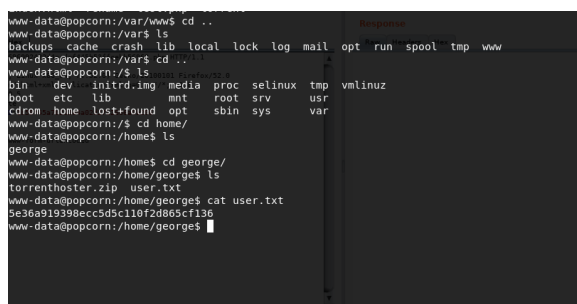 www-data@popcorn:/var/www$ cd ..
www-data@popcorn:/var$ ls
backups cache crash lib local lock log mail opt run spool tmp www
www-data@popcorn:/var$ cd ..
www-data@popcorn:/$ ls
bin dev initrd.img media proc selinux tmp vmlinuz
boot etc lib mnt root srv usr
cdrom home lost+found opt sbin sys var
www-data@popcorn:/$ cd home/
www-data@popcorn:/home$ ls
george
www-data@popcorn:/home$ cd george/
www-data@popcorn:/home/george$ ls
torrenthoster.zip user.txt
www-data@popcorn:/home/george$ cat user.txt
5e36a919398ecc5d5c110f2d865cf136
www-data@popcorn:/home/george$
Response